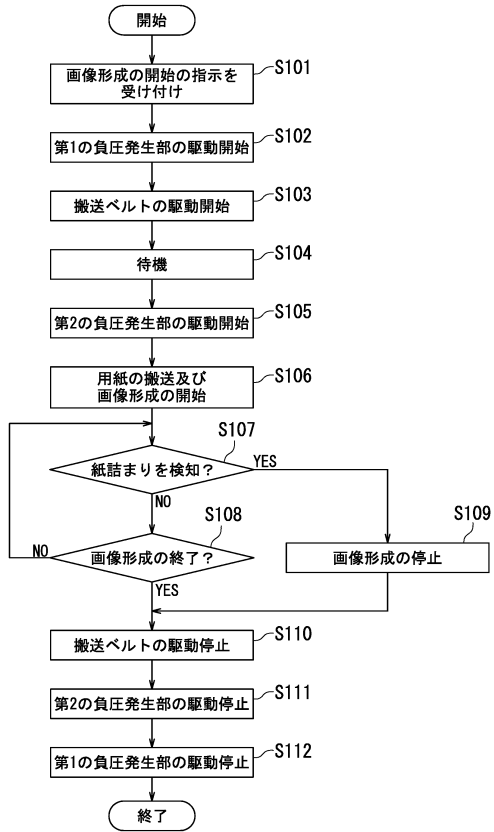 開始
画像形成の開始の指示を
受け付け
S101
第1の負圧発生部の駆動開始
S102
搬送ベルトの駆動開始
S103
待機
S104
第2の負圧発生部の駆動開始
S105
用紙の搬送及び
画像形成の開始
S106
紙詰まりを検知?
S107
YES
NO
画像形成の終了?
S108
NO
YES
画像形成の停止
S109
搬送ベルトの駆動停止
S110
第2の負圧発生部の駆動停止
S111
第1の負圧発生部の駆動停止
S112
終了